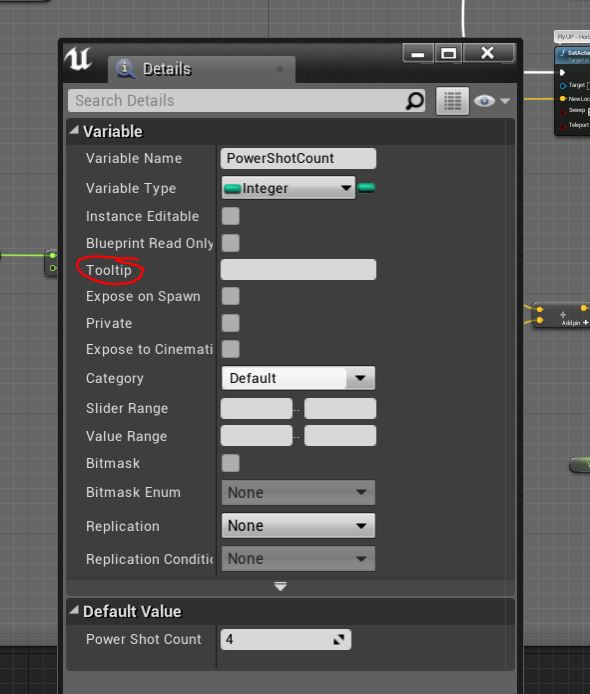 Fly UP - Hori
SetActo
Target is
Details
Target
Search Details
New Loc
Sweep
Variable
Teleport
Variable Name PowerShotCount
Variable Type Integer
Instance Editable
Blueprint Read Only
Tooltip
Expose on Spawn
Private
Add pin +
Expose to Cinemati
Category Default
Slider Range ..
Value Range ..
Bitmask
Bitmask Enum None
Replication None
Replication Conditio None
Default Value
Power Shot Count 4